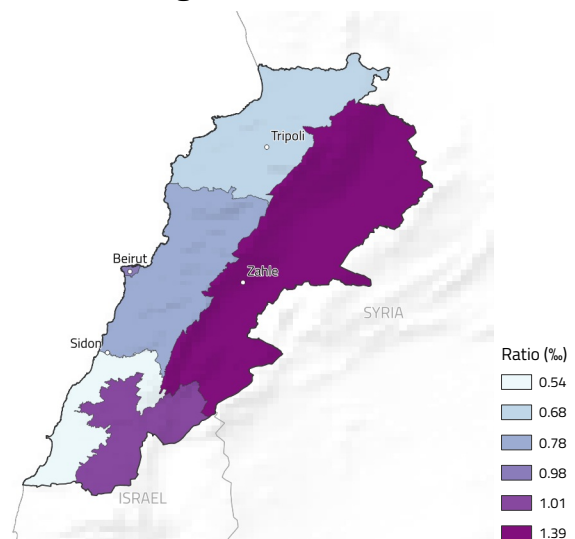 Tripoli
Beirut
Zahle
SYRIA
Sidon
ISRAEL
Ratio (‰)
0.54
0.68
0.78
0.98
1.01
1.39